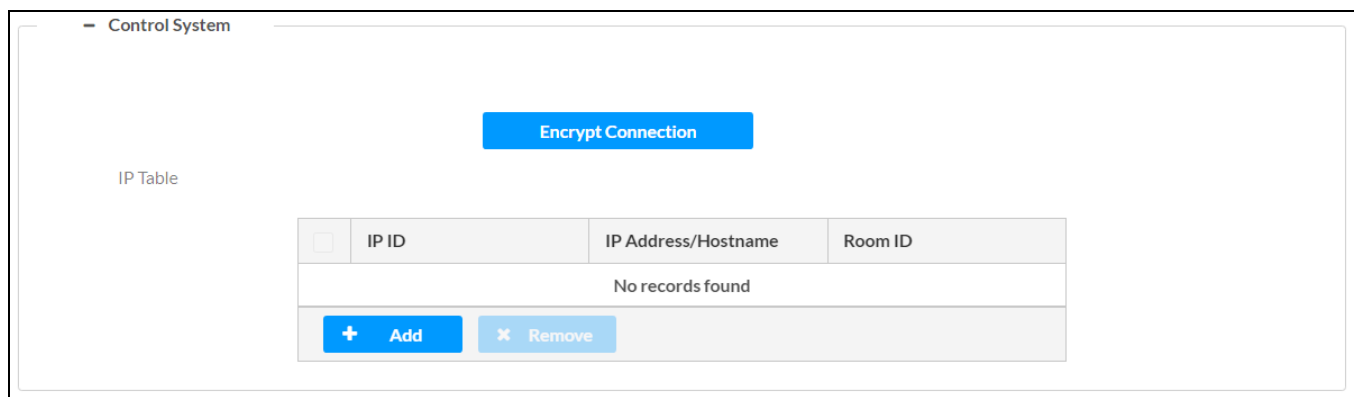 Control System
Encrypt Connection
IP Table
IP ID IP Address/Hostname Room ID
No records found
Add Remove